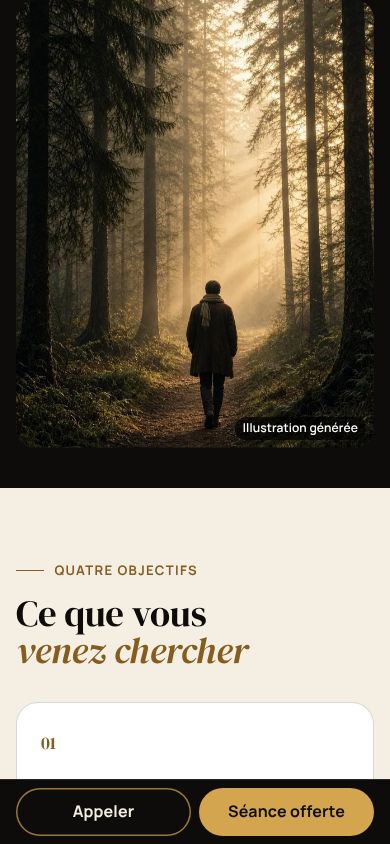 Illustration générée
QUATRE OBJECTIFS
Ce que vous
venez chercher
01
Appeler
Séance offerte